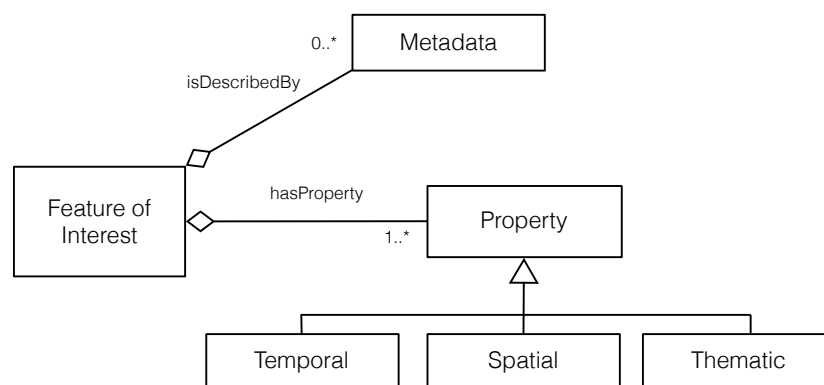 0..*
Metadata
isDescribedBy
Feature of
Interest
hasProperty
1..*
Property
Temporal
Spatial
Thematic